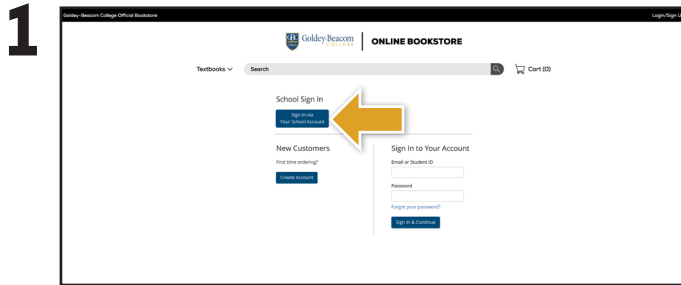 1
Goldey-Beacom College Official Bookstore
Login/Sign U
GBC
Goldey-Beacom
COLLEGE
ONLINE BOOKSTORE
Textbooks
Search
Cart (0)
School Sign In
Sign In via
Your School Account
New Customers
First time ordering?
Create Account
Sign In to Your Account
Email or Student ID
Password
Forgot your password?
Sign In & Continue